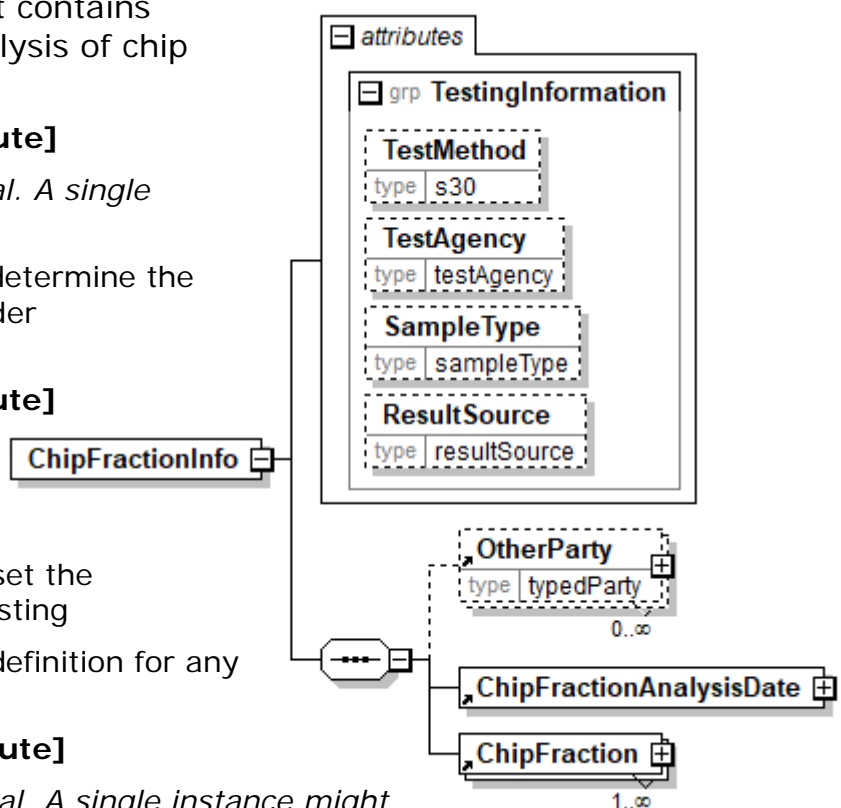 t contains
lysis of chip
ute]
al. A single
determine the
der
ute]
set the
sting
definition for any
ute]
al. A single instance might
attributes
grp TestingInformation
TestMethod
type s30
TestAgency
type testAgency
SampleType
type sampleType
ResultSource
type resultSource
ChipFractionInfo
OtherParty
type typedParty
0..∞
ChipFractionAnalysisDate
ChipFraction
1..∞